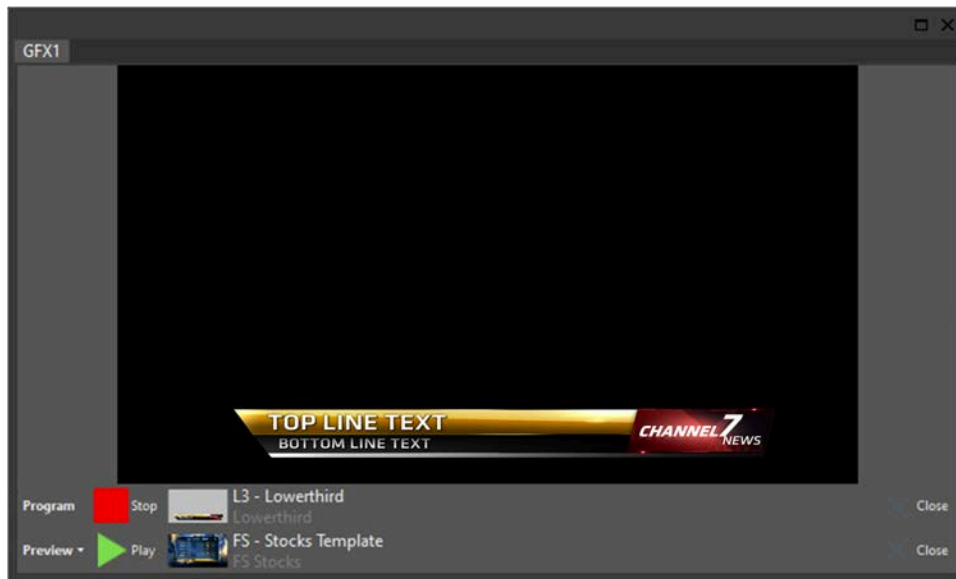 GFX1
TOP LINE TEXT
BOTTOM LINE TEXT
CHANNEL 7
NEWS
Program Stop L3 - Lowerthird Close
Lowerthird
Preview Play FS - Stocks Template Close
FS Stocks